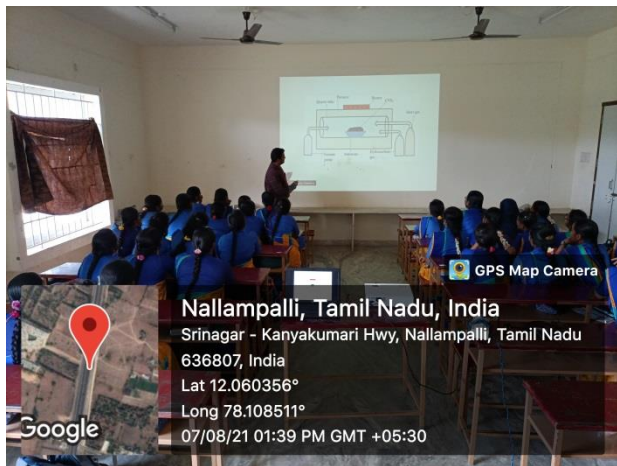 GPS Map Camera
Nallampalli, Tamil Nadu, India
Srinagar - Kanyakumari Hwy, Nallampalli, Tamil Nadu
636807, India
Lat 12.060356°
Long 78.108511°
07/08/21 01:39 PM GMT +05:30
Google